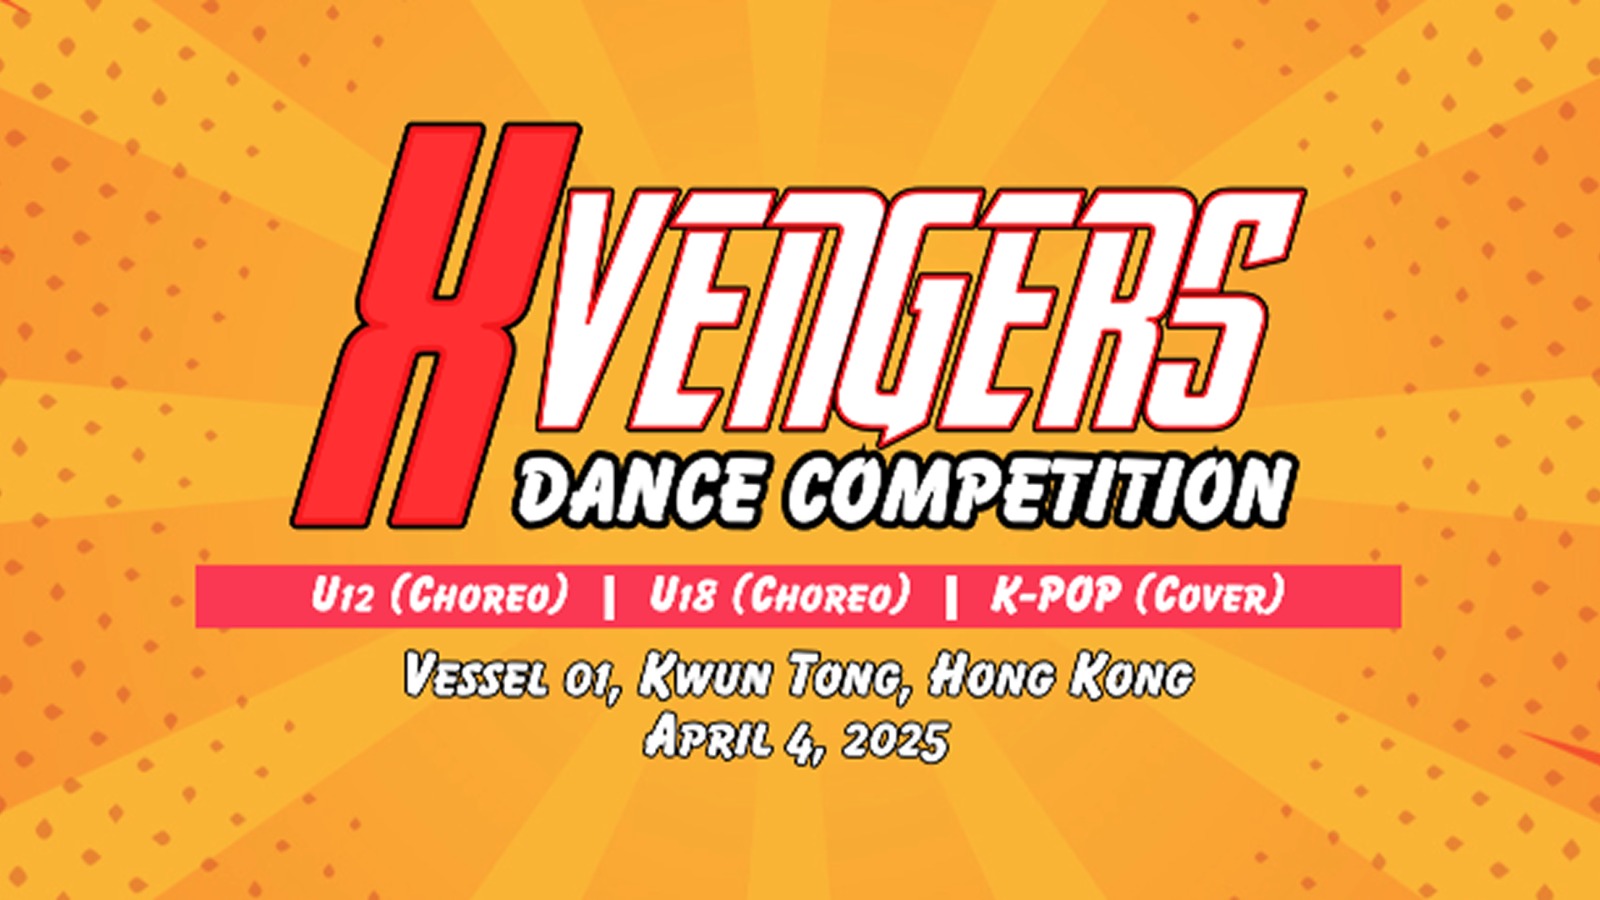 XVENGERS
DANCE COMPETITION
U12 (CHOREO) | U18 (CHOREO) | K-POP (COVER)
VESSEL 01, KWUN TONG, HONG KONG
APRIL 4, 2025